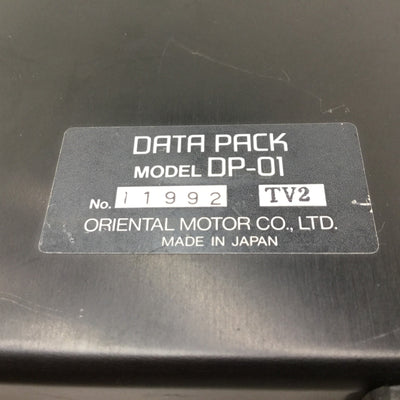 DATA PACK
MODEL DP-01
No. 11992 TV2
ORIENTAL MOTOR CO., LTD.
MADE IN JAPAN